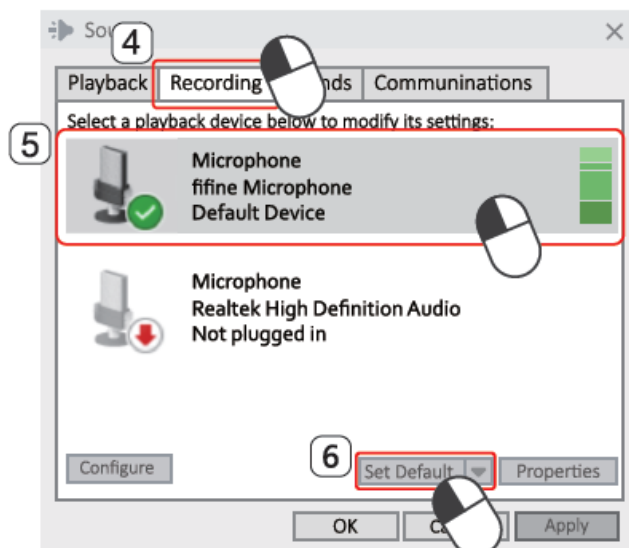 Sou
4
Playback Recording nds Communinations
Select a playback device below to modify its settings:
5
Microphone
fifine Microphone
Default Device
Microphone
Realtek High Definition Audio
Not plugged in
6
Configure Set Default Properties
OK Ca Apply